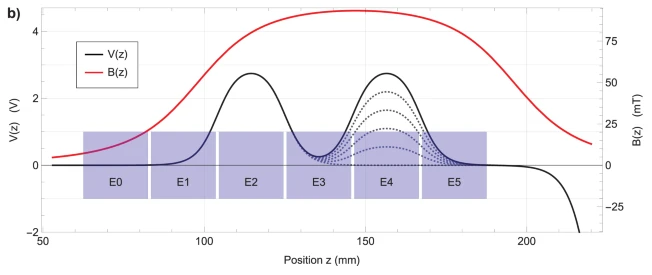 b)
V(z)
B(z)
4
2
0
−2
75
50
25
0
−25
V(z) (V)
B(z) (mT)
E0 E1 E2 E3 E4 E5
50 100 150 200
Position z (mm)